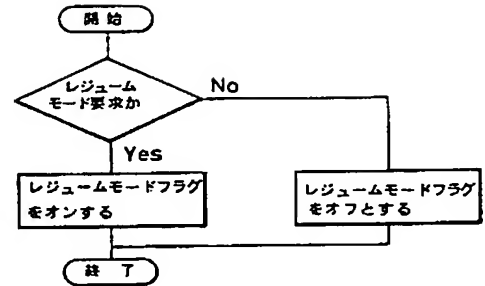 開始
レジューム
モード要求か
No
Yes
レジュームモードフラグ
をオンする
レジュームモードフラグ
をオフとする
終了